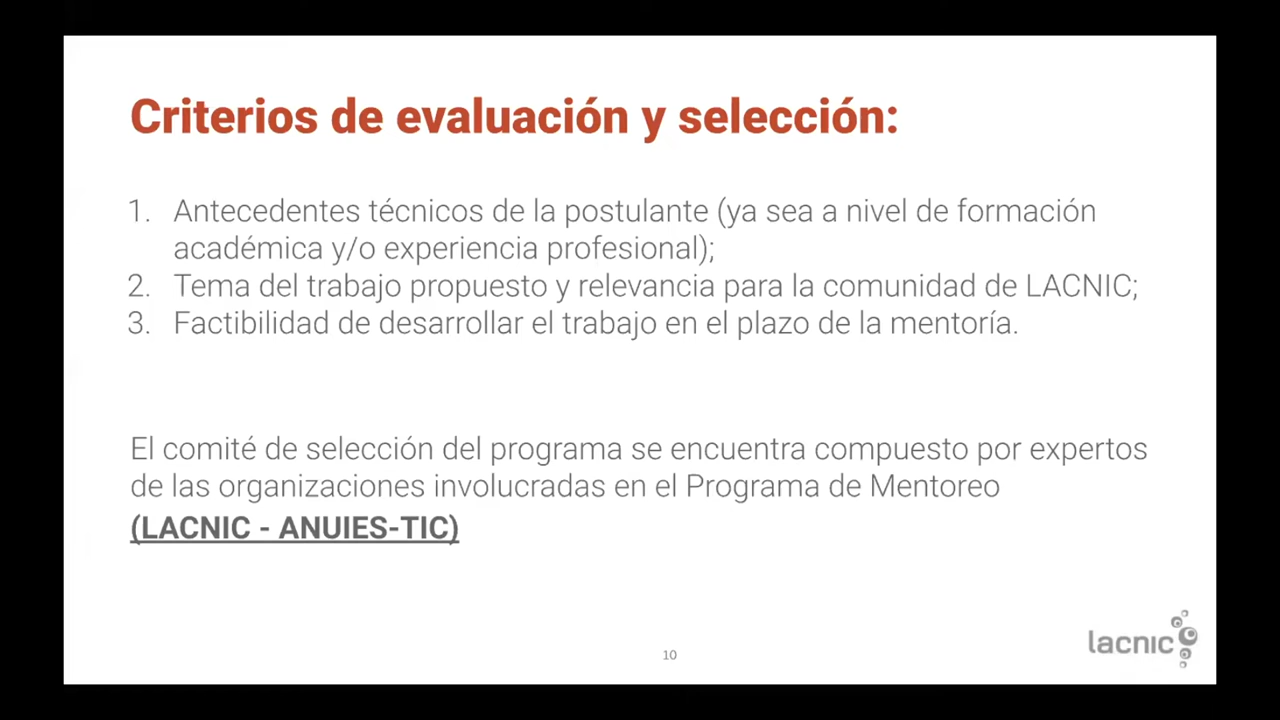 Criterios de evaluación y selección:
1. Antecedentes técnicos de la postulante (ya sea a nivel de formación
académica y/o experiencia profesional);
2. Tema del trabajo propuesto y relevancia para la comunidad de LACNIC;
3. Factibilidad de desarrollar el trabajo en el plazo de la mentoría.
El comité de selección del programa se encuentra compuesto por expertos
de las organizaciones involucradas en el Programa de Mentoreo
(LACNIC - ANUIES-TIC)
10
lacnic